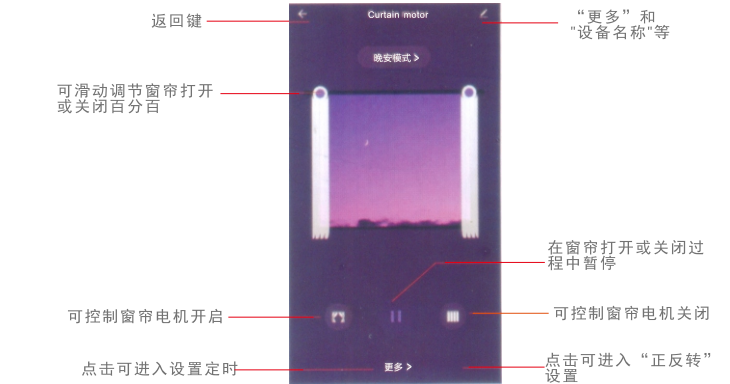 返回键
Curtain motor
“更多”和
"设备名称"等
晚安模式 >
可滑动调节窗帘打开
或关闭百分百
在窗帘打开或关闭过
程中暂停
可控制窗帘电机开启
可控制窗帘电机关闭
点击可进入设置定时
更多 >
点击可进入“正反转”
设置